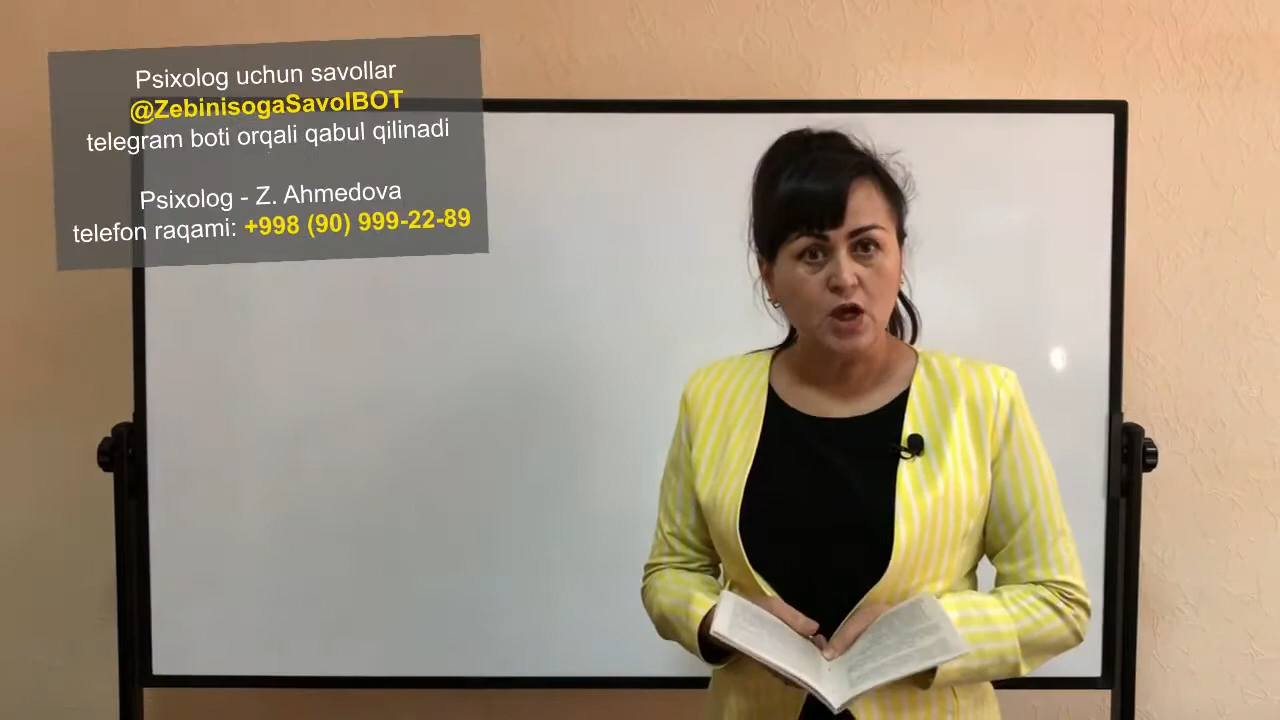 Psixolog uchun savollar
@ZebinisogaSavolBOT
telegram boti orqali qabul qilinadi
Psixolog - Z. Ahmedova
telefon raqami: +998 (90) 999-22-89